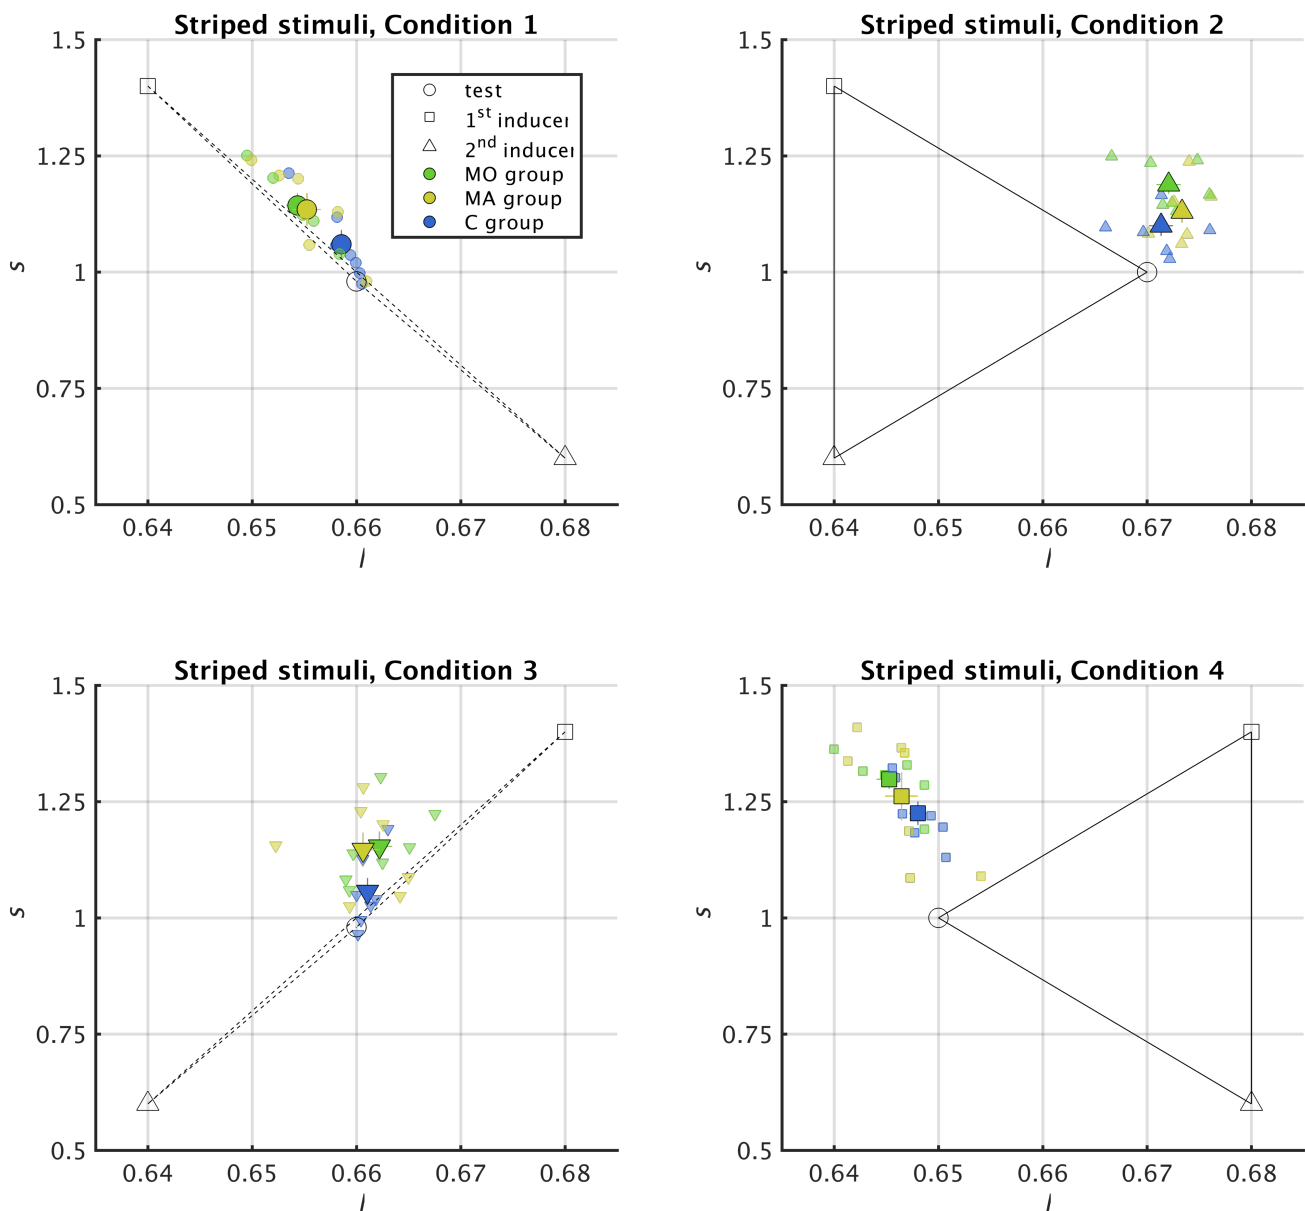 Striped stimuli, Condition 1
1.5
1.25
1
0.75
0.5
s
0.64 0.65 0.66 0.67 0.68
l
test
1st inducer
2nd inducer
MO group
MA group
C group
Striped stimuli, Condition 2
1.5
1.25
1
0.75
0.5
s
0.64 0.65 0.66 0.67 0.68
l
Striped stimuli, Condition 3
1.5
1.25
1
0.75
0.5
s
0.64 0.65 0.66 0.67 0.68
l
Striped stimuli, Condition 4
1.5
1.25
1
0.75
0.5
s
0.64 0.65 0.66 0.67 0.68
l